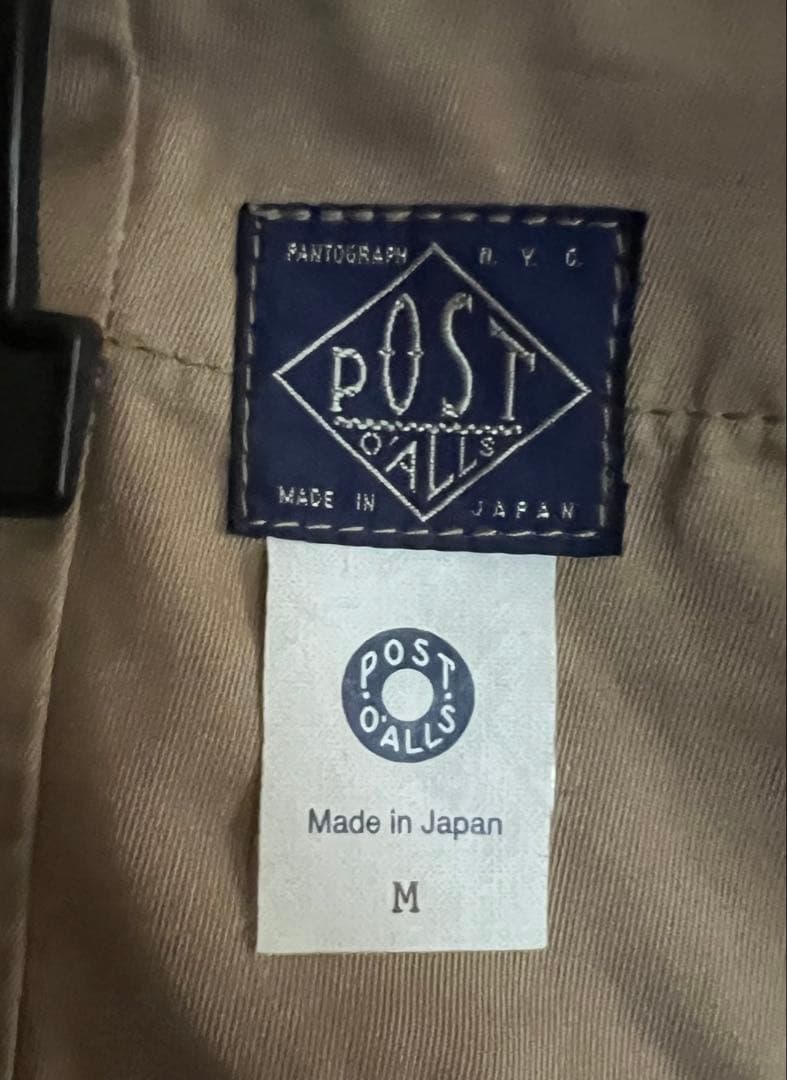 PANTOGRAPH N. Y. C.
POST
O'ALLS
MADE IN JAPAN
POST
O'ALLS
Made in Japan
M